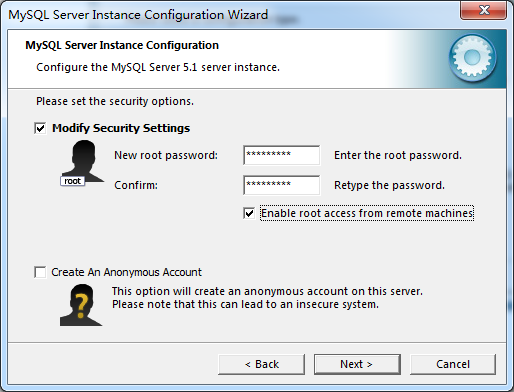 MySQL Server Instance Configuration Wizard
MySQL Server Instance Configuration
Configure the MySQL Server 5.1 server instance.
Please set the security options.
Modify Security Settings
root
New root password: ********* Enter the root password.
Confirm: ********* Retype the password.
Enable root access from remote machines
Create An Anonymous Account
This option will create an anonymous account on this server.
Please note that this can lead to an insecure system.
< Back Next > Cancel